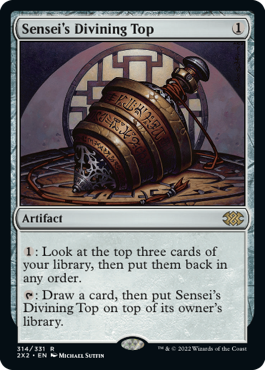 Sensei's Divining Top 1
Artifact
1: Look at the top three cards of
your library, then put them back in
any order.
: Draw a card, then put Sensei's
Divining Top on top of its owner's
library.
314/331 R
2X2 • EN MICHAEL SUTFIN
™ & © 2022 Wizards of the Coast